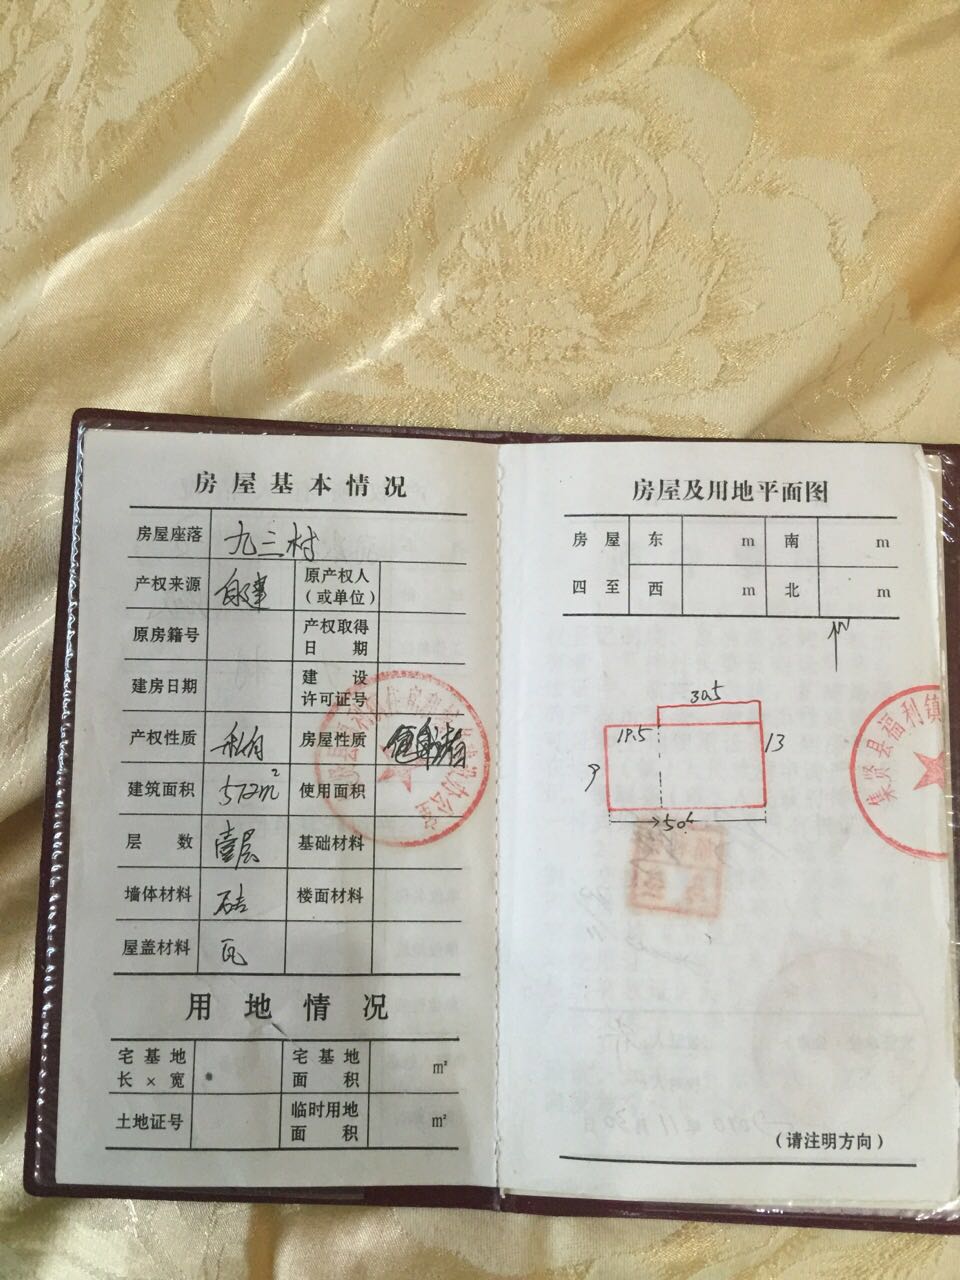 房屋基本情况
房屋座落 九三村
产权来源 自建 原产权人（或单位）
原房籍号 产权取得日期
建房日期 建设许可证号
产权性质 私有 房屋性质
建筑面积 572m² 使用面积
层数 壹层 基础材料
墙体材料 砖 楼面材料
屋盖材料 瓦
用地情况
宅基地长×宽 宅基地面积 m²
土地证号 临时用地面积 m²
房屋及用地平面图
房屋四至 东 m 南 m
西 m 北 m
N
30.5
19.5
13
9
50
集贤县福利镇
（请注明方向）